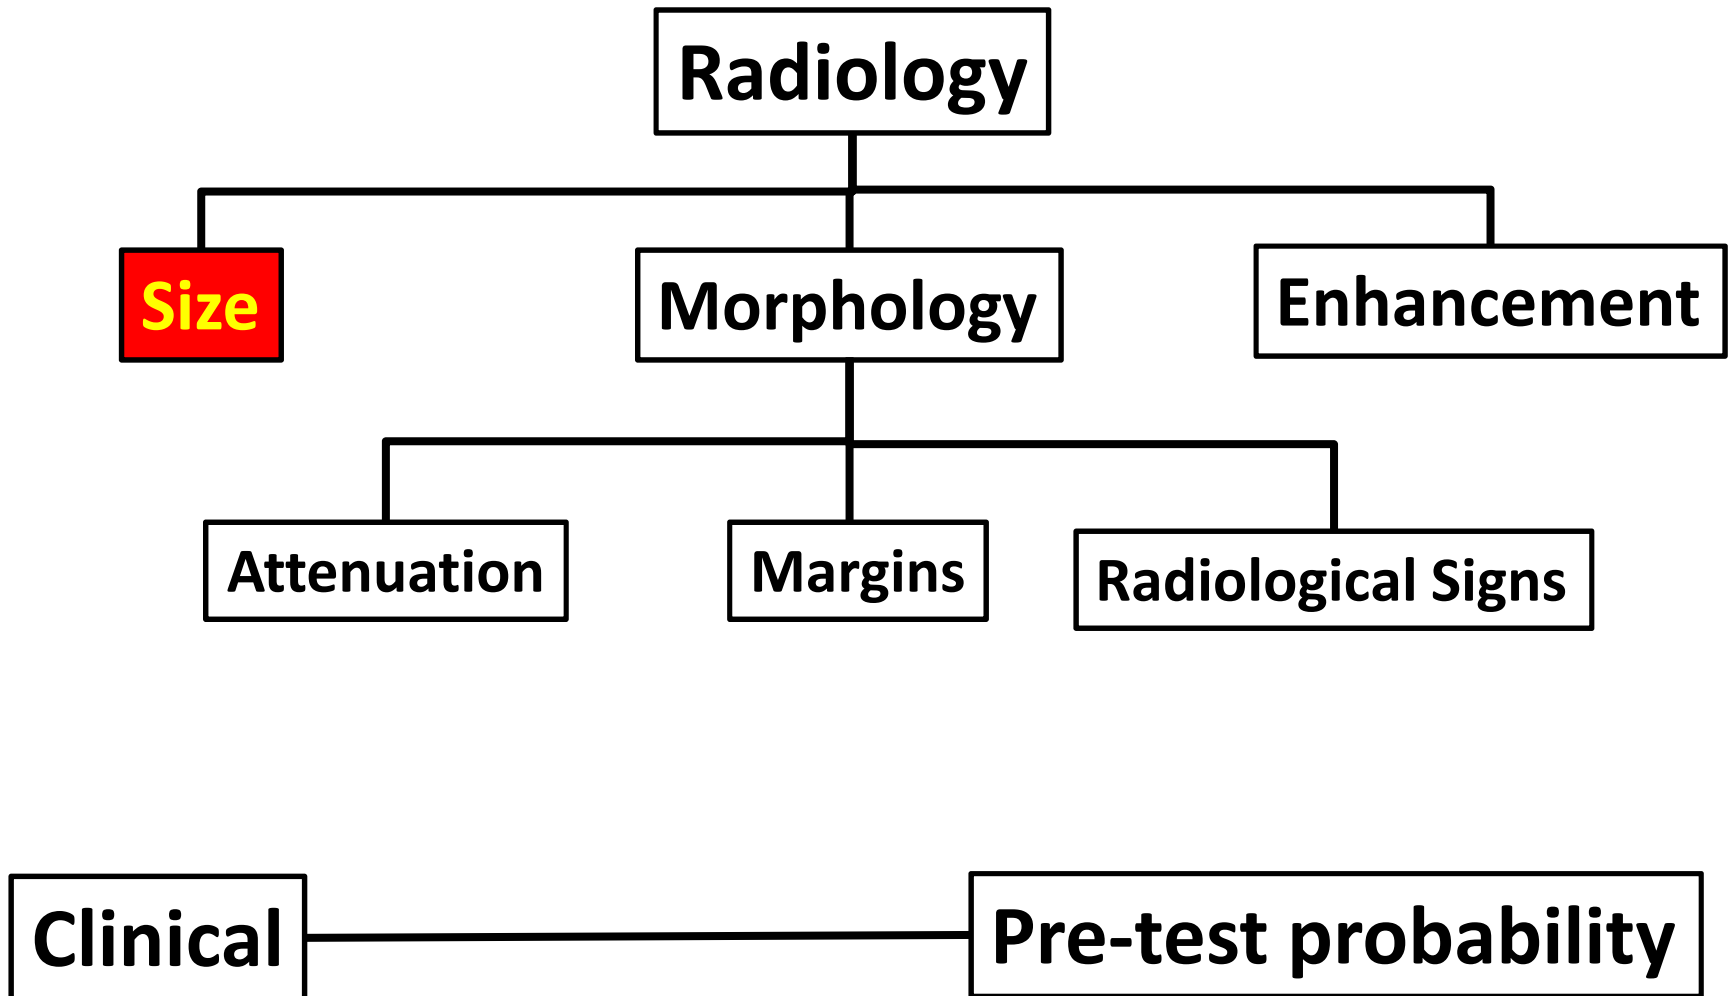 Radiology
Size
Morphology
Enhancement
Attenuation
Margins
Radiological Signs
Clinical
Pre-test probability